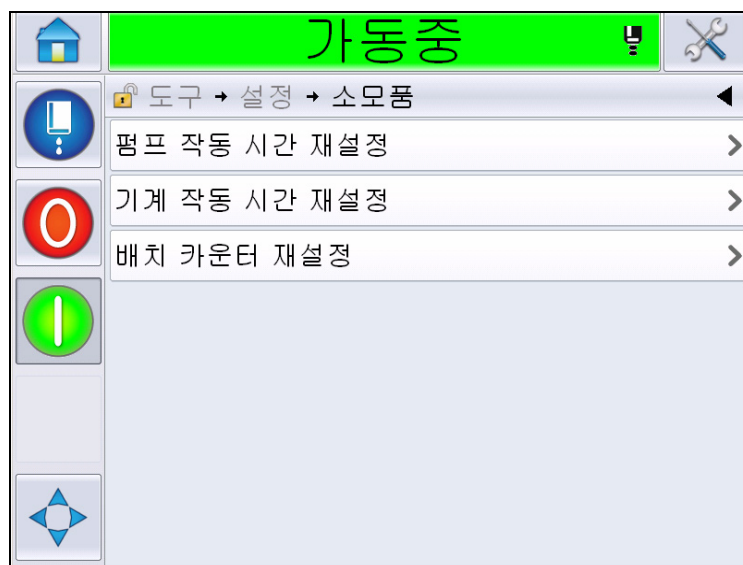 가동중
도구 → 설정 → 소모품
펌프 작동 시간 재설정
기계 작동 시간 재설정
배치 카운터 재설정